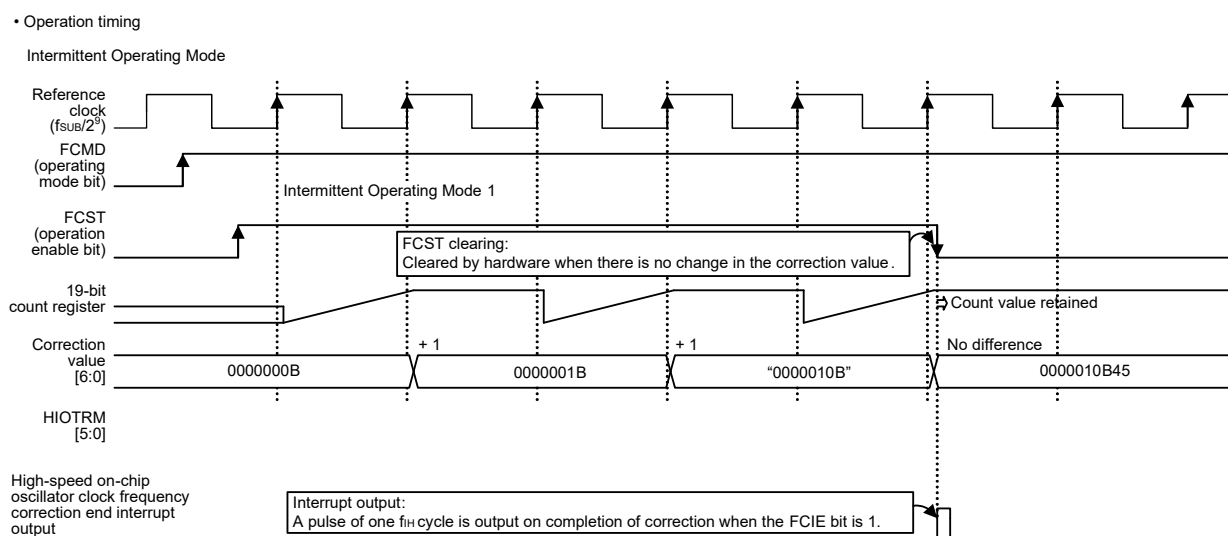 • Operation timing
Intermittent Operating Mode
Reference
clock
(fSUB/2⁹)
FCMD
(operating
mode bit)
Intermittent Operating Mode 1
FCST
(operation
enable bit)
FCST clearing:
Cleared by hardware when there is no change in the correction value.
19-bit
count register
Count value retained
Correction
value
[6:0]
+ 1
+ 1
No difference
0000000B
0000001B
“0000010B”
0000010B45
HIOTRM
[5:0]
High-speed on-chip
oscillator clock frequency
correction end interrupt
output
Interrupt output:
A pulse of one fIH cycle is output on completion of correction when the FCIE bit is 1.